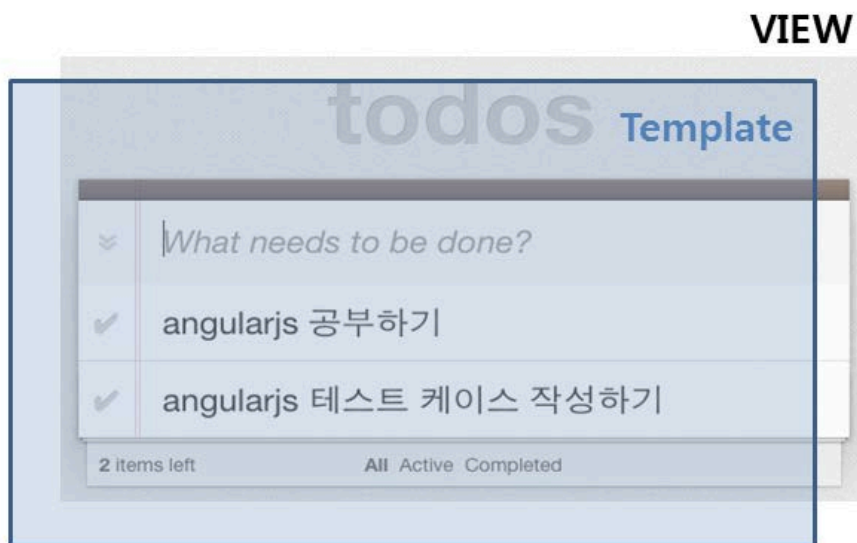 VIEW
todos
Template
What needs to be done?
angularjs 공부하기
angularjs 테스트 케이스 작성하기
2 items left All Active Completed